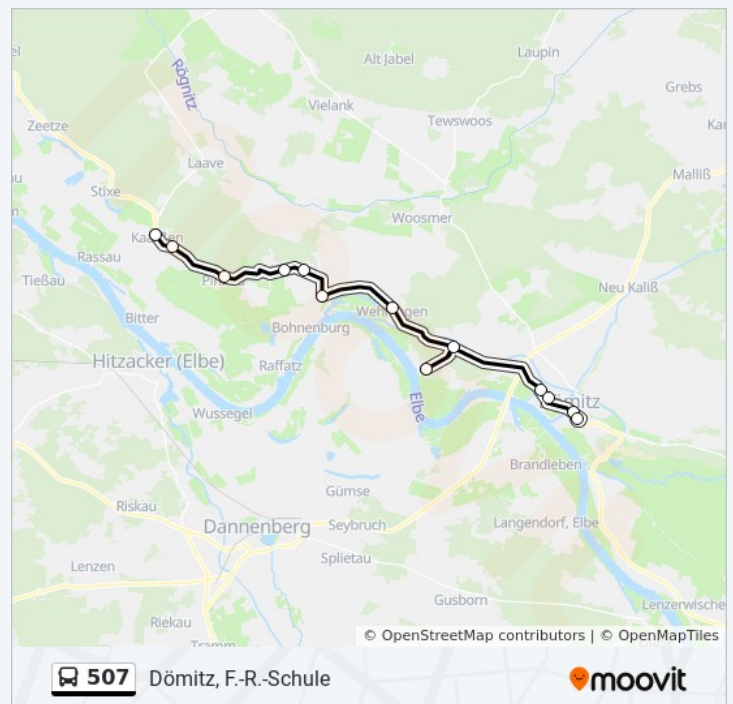 Laupin
Alt Jabel
Rögnitz
Grebs
Vielank
Tewswoos
Zeetze
Laave
Malliß
Stixe
Woosmer
Rassau
Tießau
Neu Kaliß
Bitter
Bohnenburg
Hitzacker (Elbe)
Raffatz
Elbe
Wussegel
Brandleben
Gümse
Riskau
Dannenberg
Seybruch
Langendorf, Elbe
Splietau
Lenzen
Gusborn
Lenzerwische
Riekau
© OpenStreetMap contributors | © OpenMapTiles
507 Dömitz, F.-R.-Schule
moovit